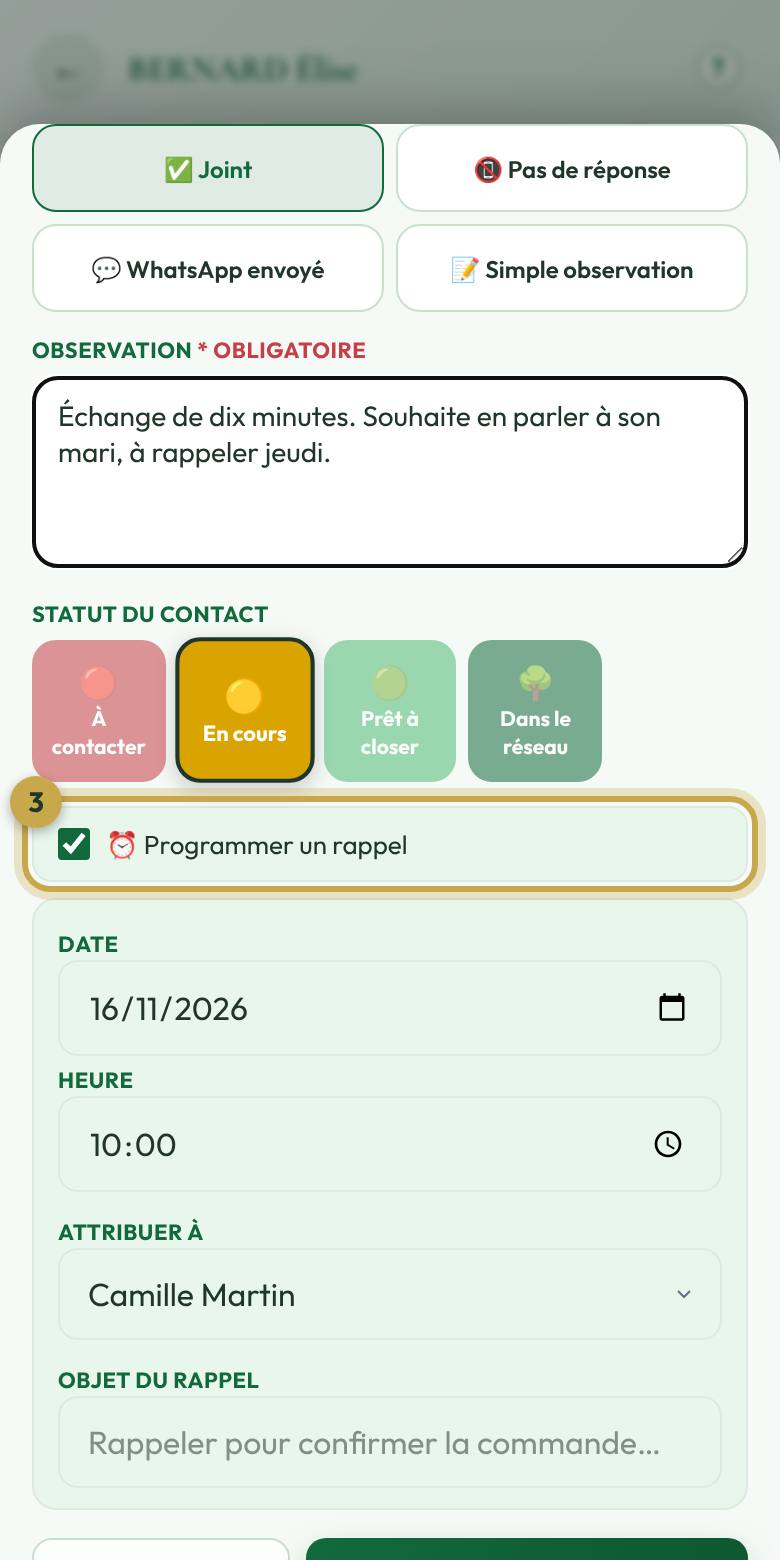 BERNARD Élise
✅ Joint
📵 Pas de réponse
💬 WhatsApp envoyé
📝 Simple observation
OBSERVATION * OBLIGATOIRE
Échange de dix minutes. Souhaite en parler à son
mari, à rappeler jeudi.
STATUT DU CONTACT
À
contacter
En cours
Prêt à
closer
Dans le
réseau
3
⏰ Programmer un rappel
DATE
16/11/2026
HEURE
10:00
ATTRIBUER À
Camille Martin
OBJET DU RAPPEL
Rappeler pour confirmer la commande...